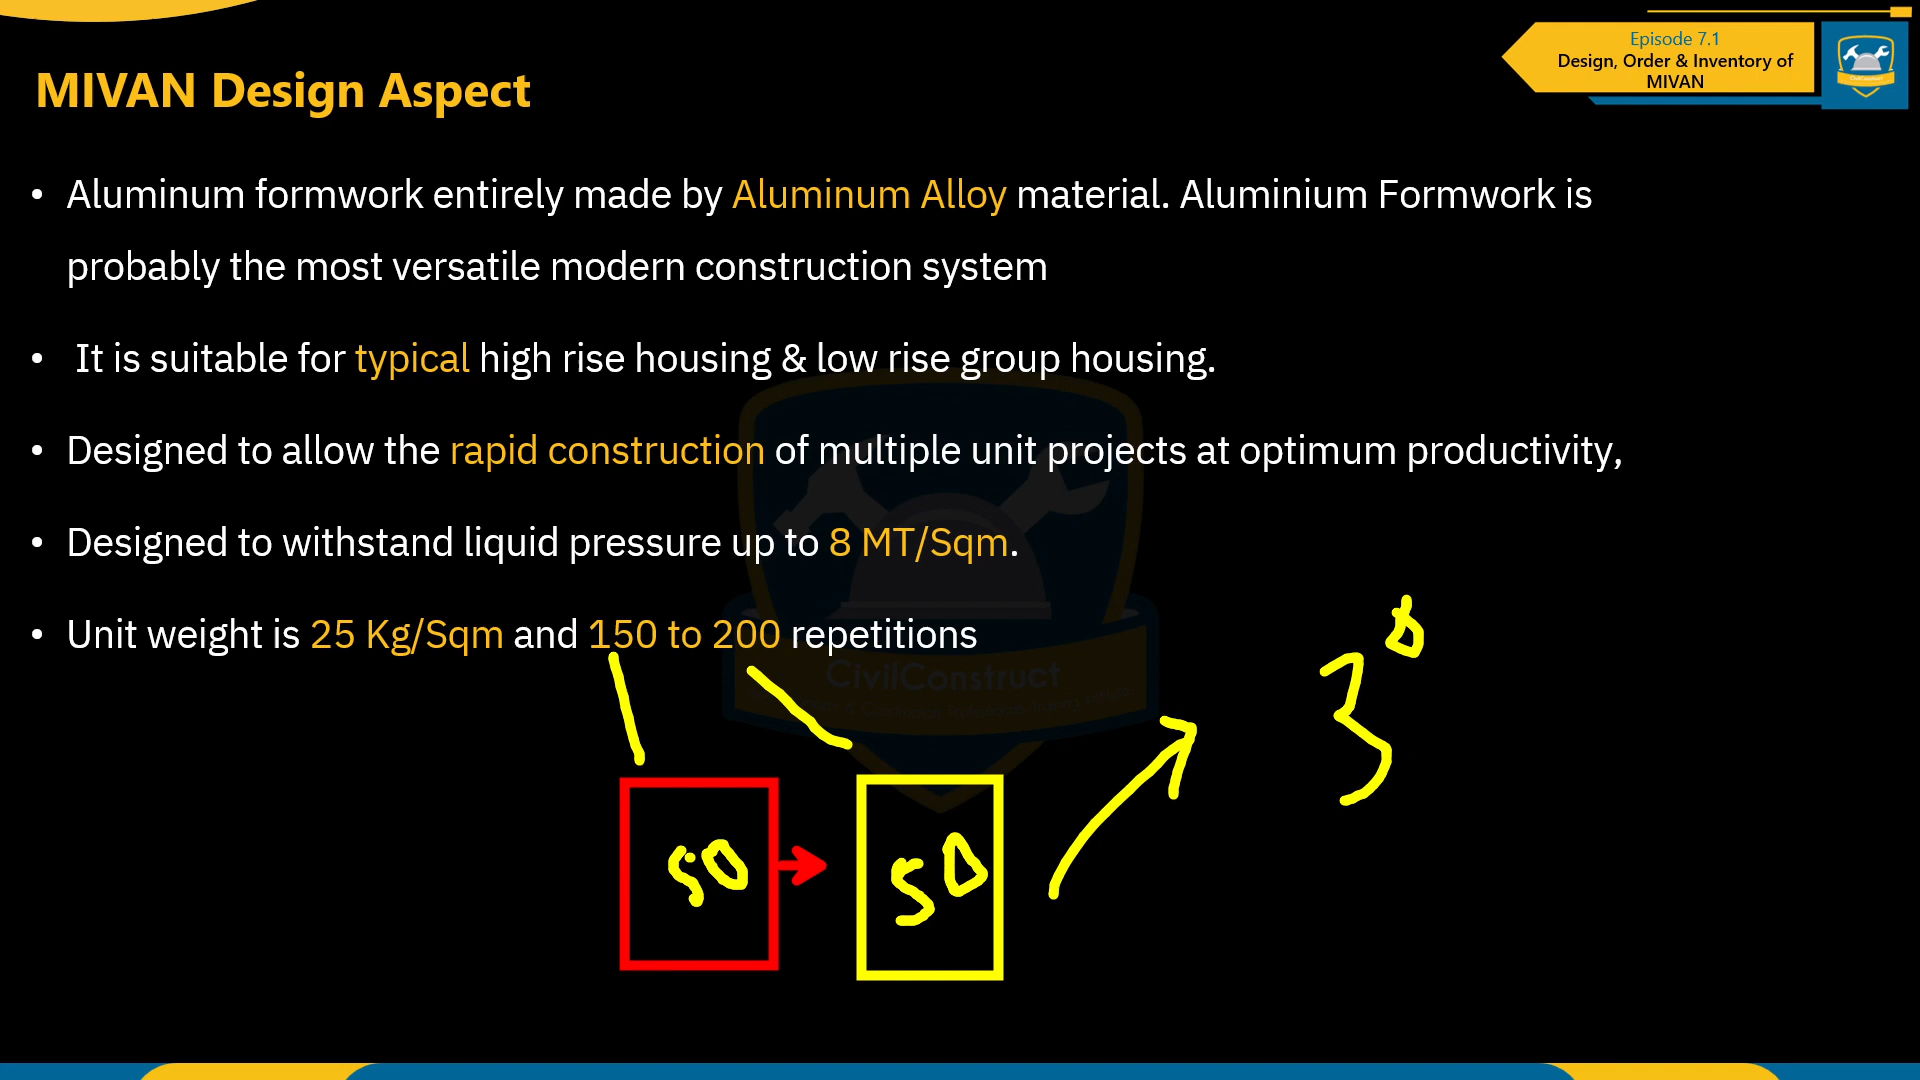 Episode 7.1
Design, Order & Inventory of
MIVAN
MIVAN Design Aspect
• Aluminum formwork entirely made by Aluminum Alloy material. Aluminium Formwork is
probably the most versatile modern construction system
• It is suitable for typical high rise housing & low rise group housing.
• Designed to allow the rapid construction of multiple unit projects at optimum productivity,
• Designed to withstand liquid pressure up to 8 MT/Sqm.
• Unit weight is 25 Kg/Sqm and 150 to 200 repetitions
CivilConstruct
50
50